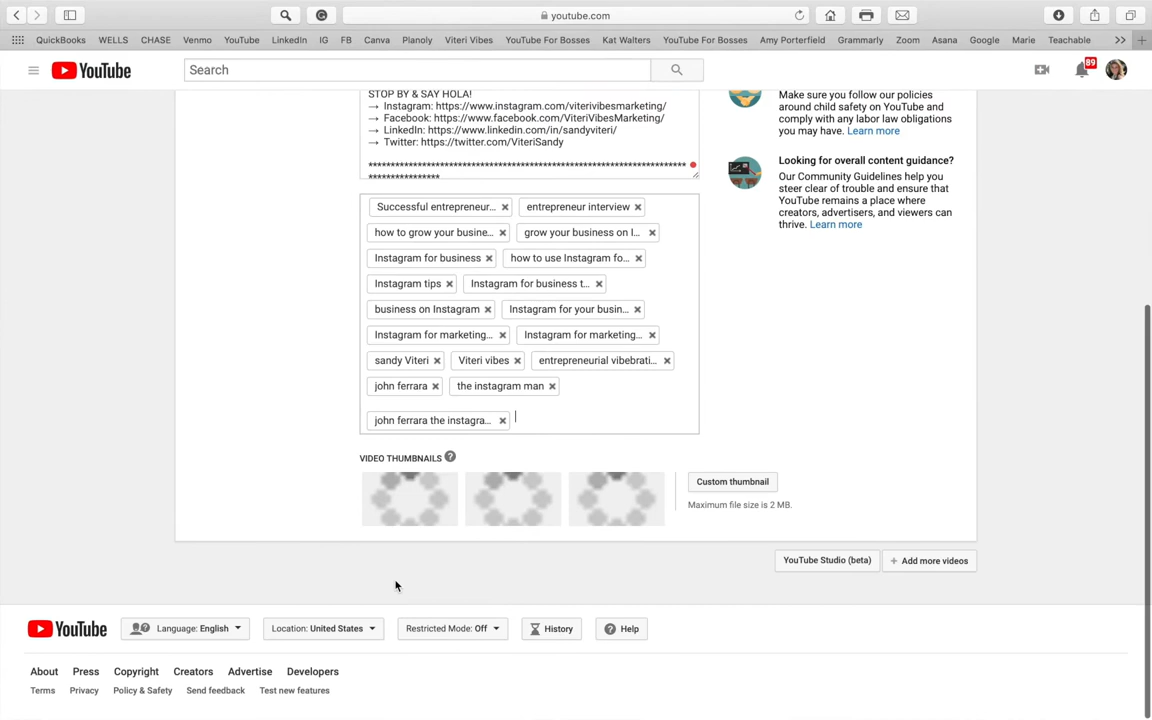 youtube.com
QuickBooks WELLS CHASE Venmo YouTube LinkedIn IG FB Canva Planoly Viteri Vibes YouTube For Bosses Kat Walters YouTube For Bosses Amy Porterfield Grammarly Zoom Asana Google Marie Teachable
YouTube Search 89
STOP BY & SAY HOLA!
→ Instagram: https://www.instagram.com/viterivibesmarketing/
→ Facebook: https://www.facebook.com/ViteriVibesMarketing/
→ LinkedIn: https://www.linkedin.com/in/sandyviteri/
→ Twitter: https://twitter.com/ViteriSandy
Make sure you follow our policies
around child safety on YouTube and
comply with any labor law obligations
you may have. Learn more
Looking for overall content guidance?
Our Community Guidelines help you
steer clear of trouble and ensure that
YouTube remains a place where
creators, advertisers, and viewers can
thrive. Learn more
Successful entrepreneur... entrepreneur interview
how to grow your busine... grow your business on I...
Instagram for business how to use Instagram fo...
Instagram tips Instagram for business t...
business on Instagram Instagram for your busin...
Instagram for marketing... Instagram for marketing...
sandy Viteri Viteri vibes entrepreneurial vibebrati...
john ferrara the instagram man
john ferrara the instagra...
VIDEO THUMBNAILS ?
Custom thumbnail
Maximum file size is 2 MB.
YouTube Studio (beta) + Add more videos
YouTube Language: English Location: United States Restricted Mode: Off History Help
About Press Copyright Creators Advertise Developers
Terms Privacy Policy & Safety Send feedback Test new features